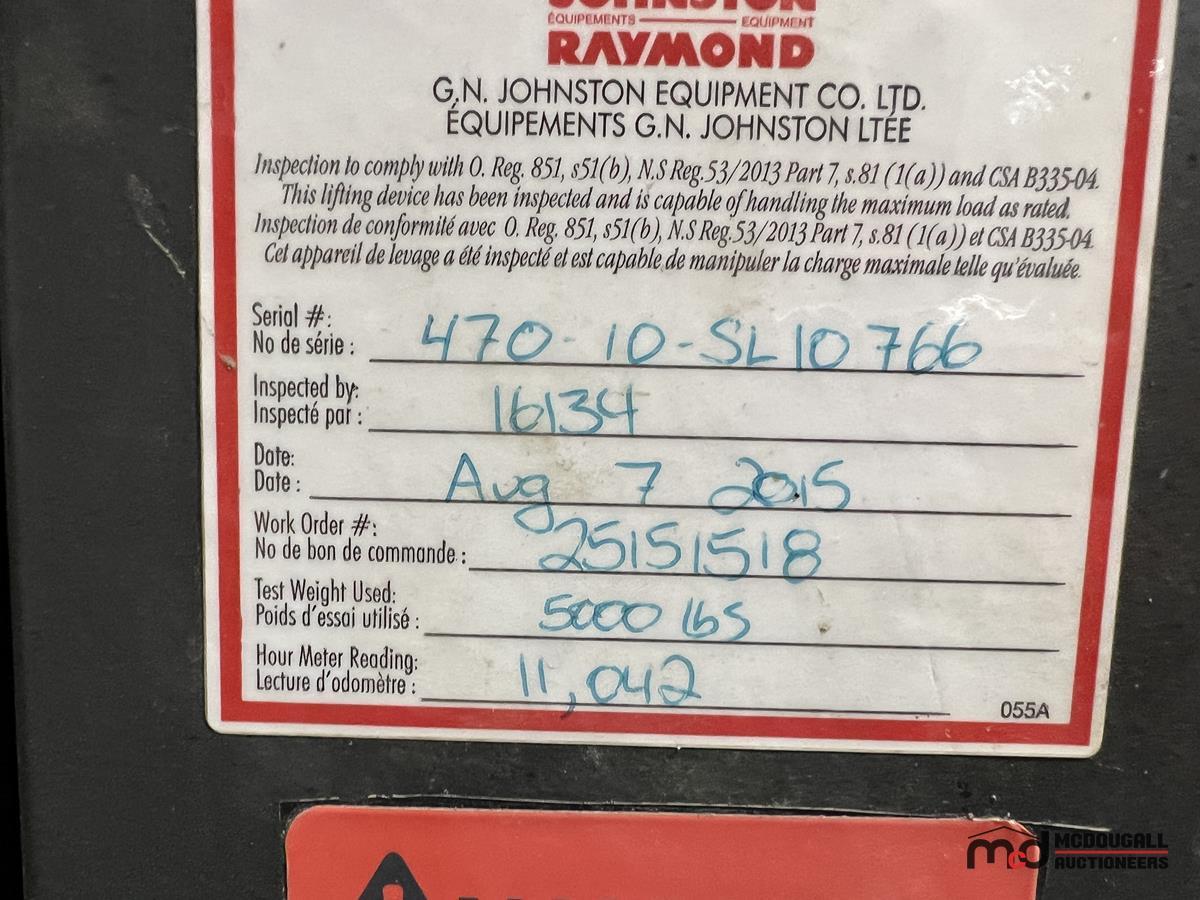 JOHNSTON
ÉQUIPEMENTS EQUIPMENT
RAYMOND
G.N. JOHNSTON EQUIPMENT CO. LTD.
ÉQUIPEMENTS G.N. JOHNSTON LTÉE
Inspection to comply with O. Reg. 851, s51(b), N.S Reg.53/2013 Part 7, s.81 (1(a)) and CSA B335-04.
This lifting device has been inspected and is capable of handling the maximum load as rated.
Inspection de conformité avec O. Reg. 851, s51(b), N.S Reg.53/2013 Part 7, s.81 (1(a)) et CSA B335-04.
Cet appareil de levage a été inspecté et est capable de manipuler la charge maximale telle qu'évaluée.
Serial #:
No de série : 470-10-SL10766
Inspected by:
Inspecté par : 16134
Date:
Date : Aug 7 2015
Work Order #:
No de bon de commande : 25151518
Test Weight Used:
Poids d'essai utilisé : 5000 lbs
Hour Meter Reading:
Lecture d'odomètre : 11,042
055A
mcd MCDOUGALL
AUCTIONEERS